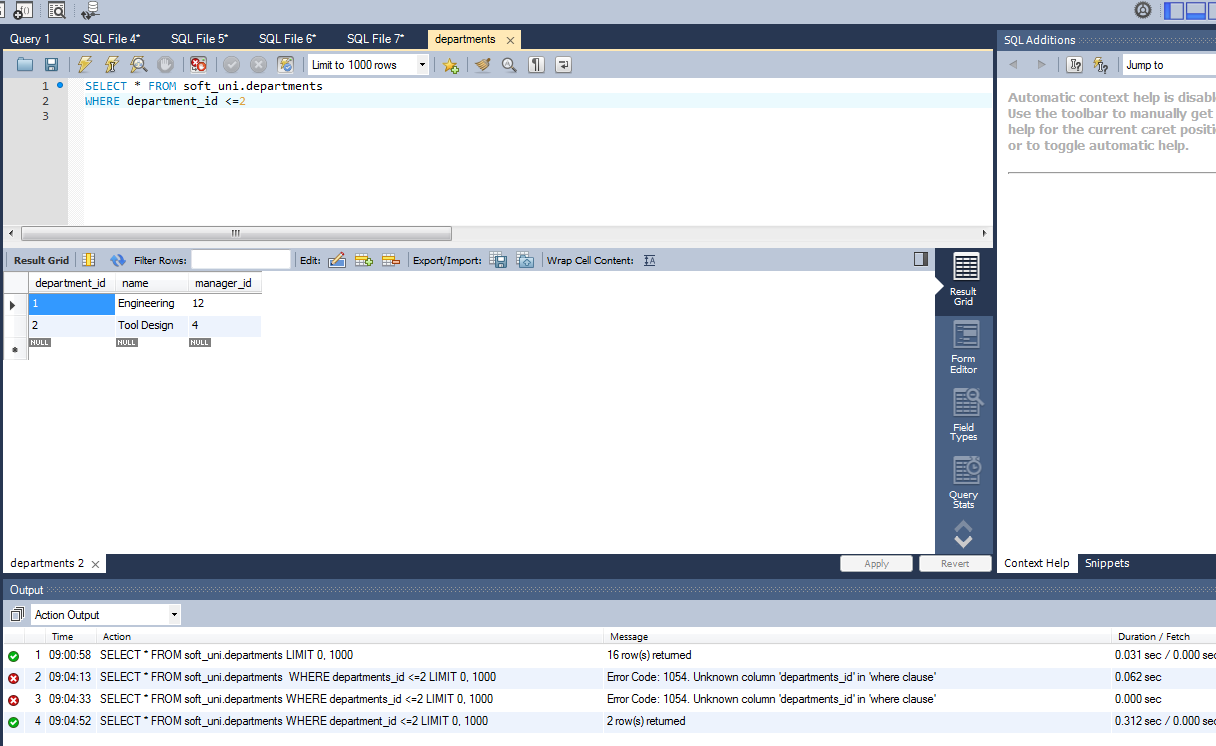 Query 1 SQL File 4* SQL File 5* SQL File 6* SQL File 7* departments
SQL Additions
Limit to 1000 rows
Jump to
1 SELECT * FROM soft_uni.departments
2 WHERE department_id <=2
3
Automatic context help is disable
Use the toolbar to manually get
help for the current caret positi
or to toggle automatic help.
Result Grid Filter Rows: Edit: Export/Import: Wrap Cell Content: IA
department_id name manager_id
1 Engineering 12
2 Tool Design 4
NULL NULL NULL
Result
Grid
Form
Editor
Field
Types
Query
Stats
departments 2 Apply Revert
Context Help Snippets
Output
Action Output
Time Action Message Duration / Fetch
1 09:00:58 SELECT * FROM soft_uni.departments LIMIT 0, 1000 16 row(s) returned 0.031 sec / 0.000 sec
2 09:04:13 SELECT * FROM soft_uni.departments  WHERE departments_id <=2 LIMIT 0, 1000 Error Code: 1054. Unknown column 'departments_id' in 'where clause' 0.062 sec
3 09:04:33 SELECT * FROM soft_uni.departments WHERE departments_id <=2 LIMIT 0, 1000 Error Code: 1054. Unknown column 'departments_id' in 'where clause' 0.000 sec
4 09:04:52 SELECT * FROM soft_uni.departments WHERE department_id <=2 LIMIT 0, 1000 2 row(s) returned 0.312 sec / 0.000 sec